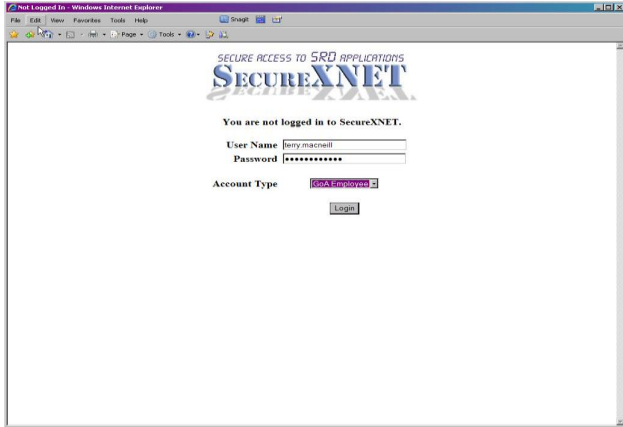 Not Logged In - Windows Internet Explorer
File Edit View Favorites Tools Help SnagIt
Page Tools
SECURE ACCESS TO SRD APPLICATIONS
SECUREXNET
You are not logged in to SecureXNET.
User Name terry.macneill
Password ••••••••••••
Account Type GoA Employee
Login